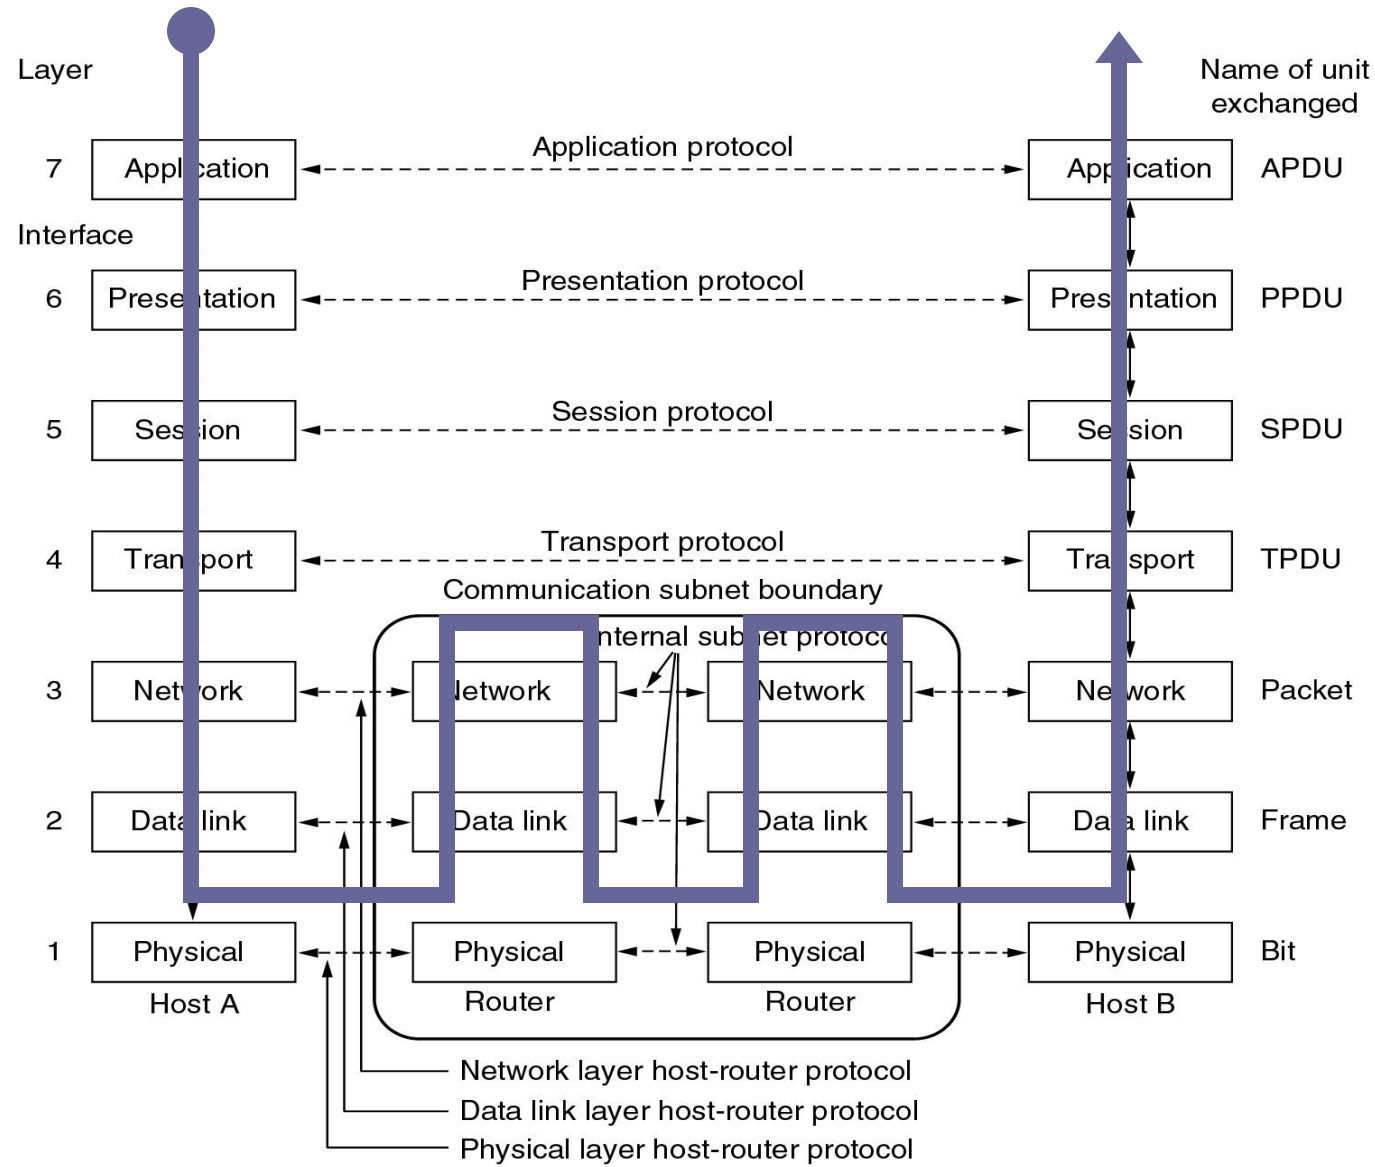 Layer
Name of unit
exchanged
7
Application
Application protocol
Application
APDU
Interface
6
Presentation
Presentation protocol
Presentation
PPDU
5
Session
Session protocol
Session
SPDU
4
Transport
Transport protocol
Transport
TPDU
Communication subnet boundary
Internal subnet protocol
3
Network
Network
Network
Network
Packet
2
Data link
Data link
Data link
Data link
Frame
1
Physical
Physical
Physical
Physical
Bit
Host A
Router
Router
Host B
Network layer host-router protocol
Data link layer host-router protocol
Physical layer host-router protocol